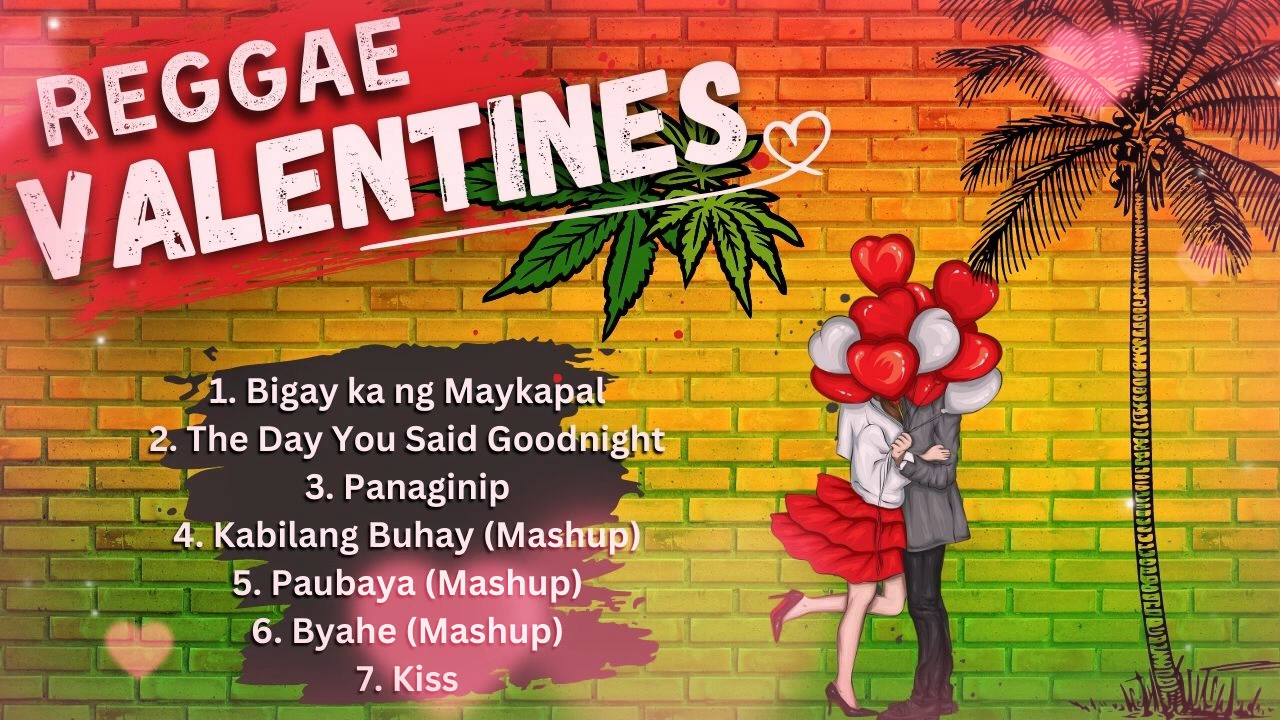 REGGAE
VALENTINES
1. Bigay ka ng Maykapal
2. The Day You Said Goodnight
3. Panaginip
4. Kabilang Buhay (Mashup)
5. Paubaya (Mashup)
6. Byahe (Mashup)
7. Kiss